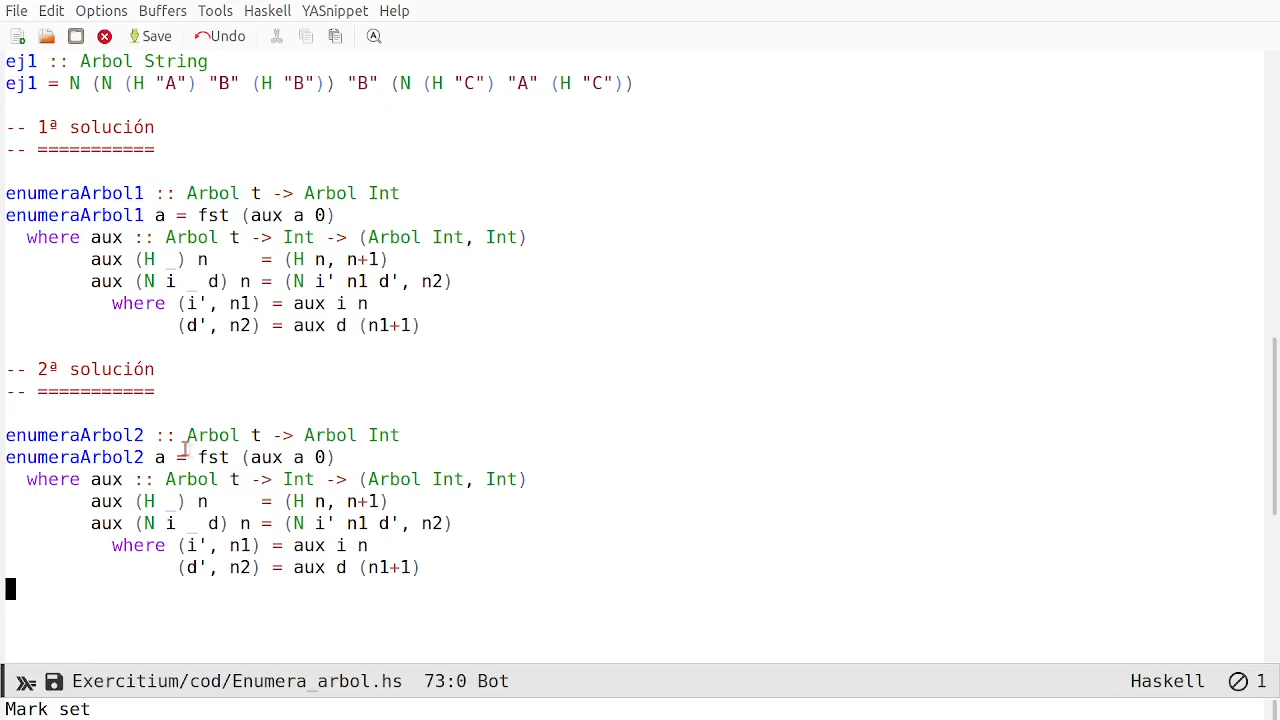 File Edit Options Buffers Tools Haskell YASnippet Help
Save Undo
ej1 :: Arbol String
ej1 = N (N (H "A") "B" (H "B")) "B" (N (H "C") "A" (H "C"))
-- 1ª solución
-- ===========
enumeraArbol1 :: Arbol t -> Arbol Int
enumeraArbol1 a = fst (aux a 0)
  where aux :: Arbol t -> Int -> (Arbol Int, Int)
        aux (H _) n     = (H n, n+1)
        aux (N i _ d) n = (N i' n1 d', n2)
          where (i', n1) = aux i n
                (d', n2) = aux d (n1+1)
-- 2ª solución
-- ===========
enumeraArbol2 :: Arbol t -> Arbol Int
enumeraArbol2 a = fst (aux a 0)
  where aux :: Arbol t -> Int -> (Arbol Int, Int)
        aux (H _) n     = (H n, n+1)
        aux (N i _ d) n = (N i' n1 d', n2)
          where (i', n1) = aux i n
                (d', n2) = aux d (n1+1)
Exercitium/cod/Enumera_arbol.hs 73:0 Bot Haskell 1
Mark set